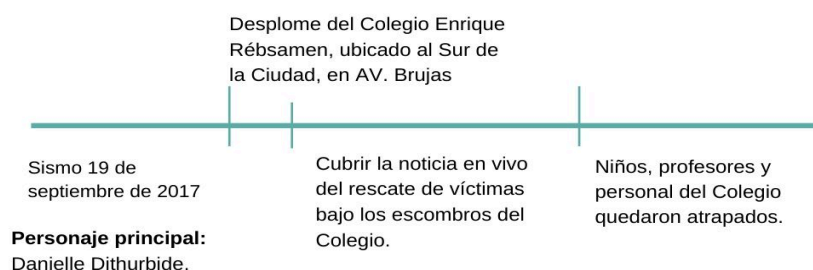 Desplome del Colegio Enrique
Rébsamen, ubicado al Sur de
la Ciudad, en AV. Brujas
Sismo 19 de
septiembre de 2017
Personaje principal:
Danielle Dithurbide.
Cubrir la noticia en vivo
del rescate de víctimas
bajo los escombros del
Colegio.
Niños, profesores y
personal del Colegio
quedaron atrapados.